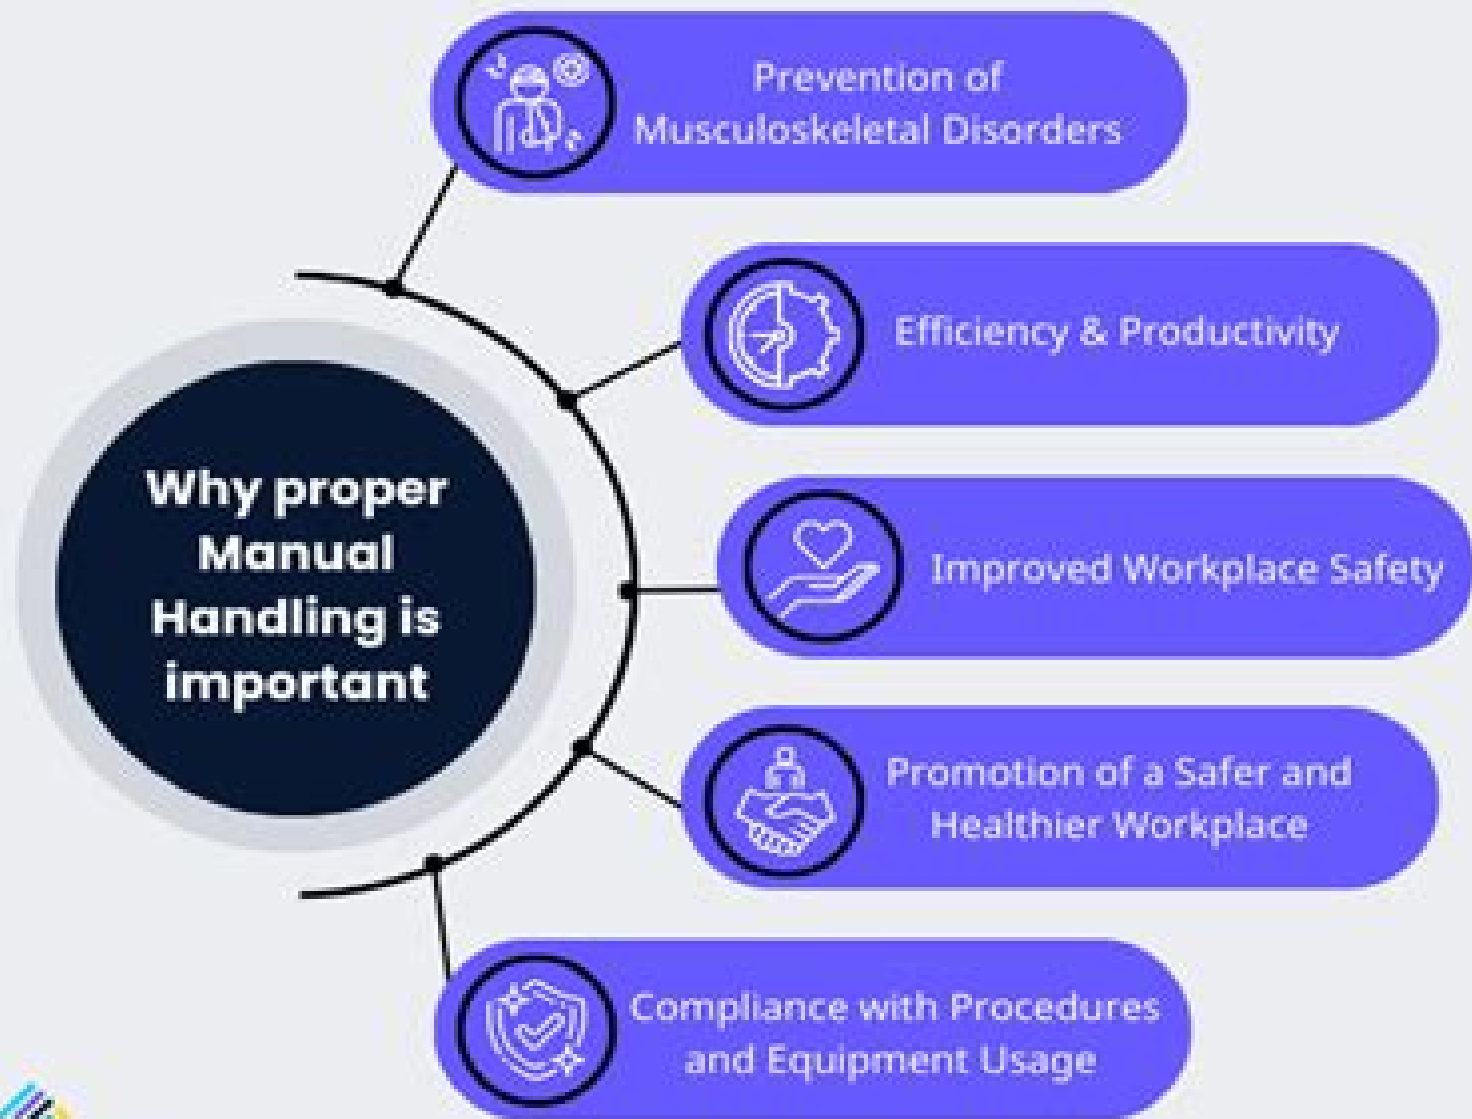 Prevention of
Musculoskeletal Disorders
Efficiency & Productivity
Why proper
Manual
Handling is
important
Improved Workplace Safety
Promotion of a Safer and
Healthier Workplace
Compliance with Procedures
and Equipment Usage